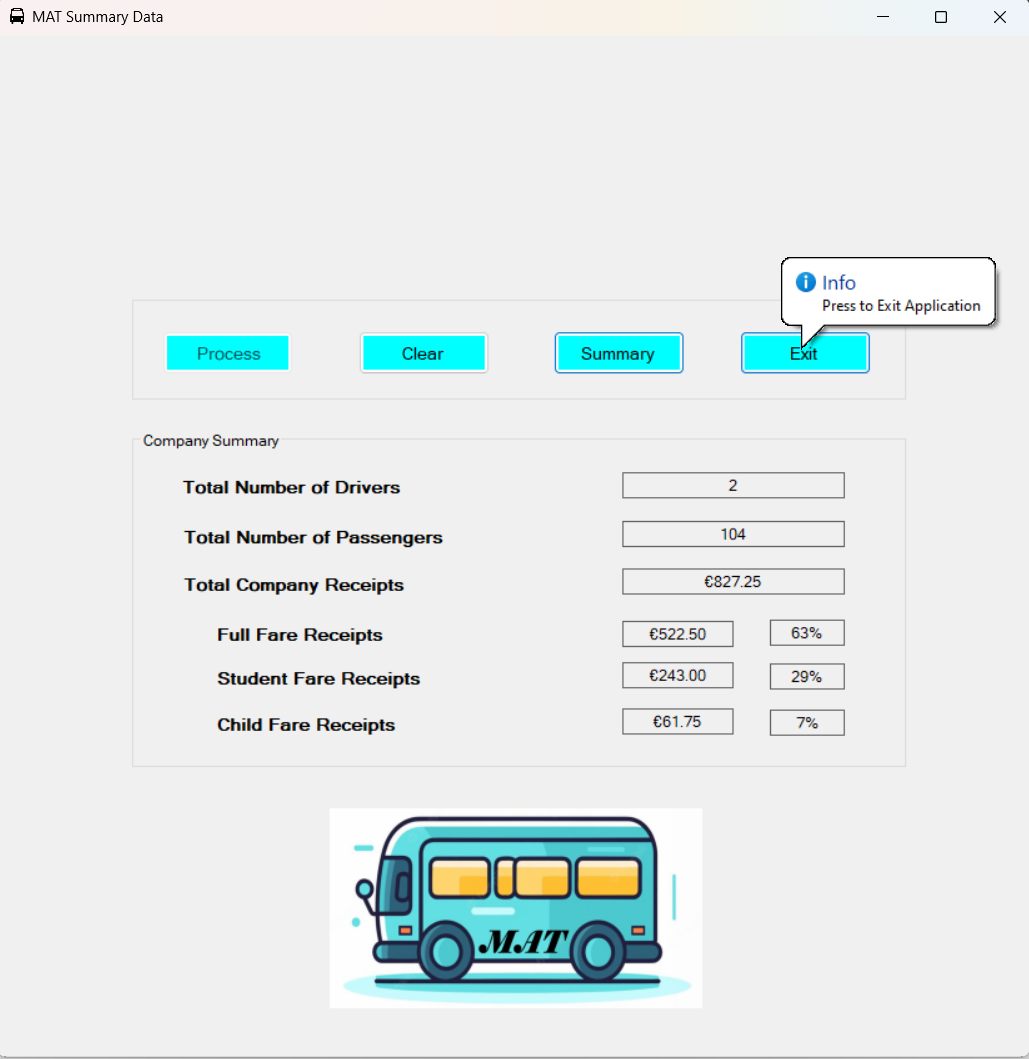 MAT Summary Data
Info
Press to Exit Application
Process Clear Summary Exit
Company Summary
Total Number of Drivers 2
Total Number of Passengers 104
Total Company Receipts €827.25
Full Fare Receipts €522.50 63%
Student Fare Receipts €243.00 29%
Child Fare Receipts €61.75 7%
MAT